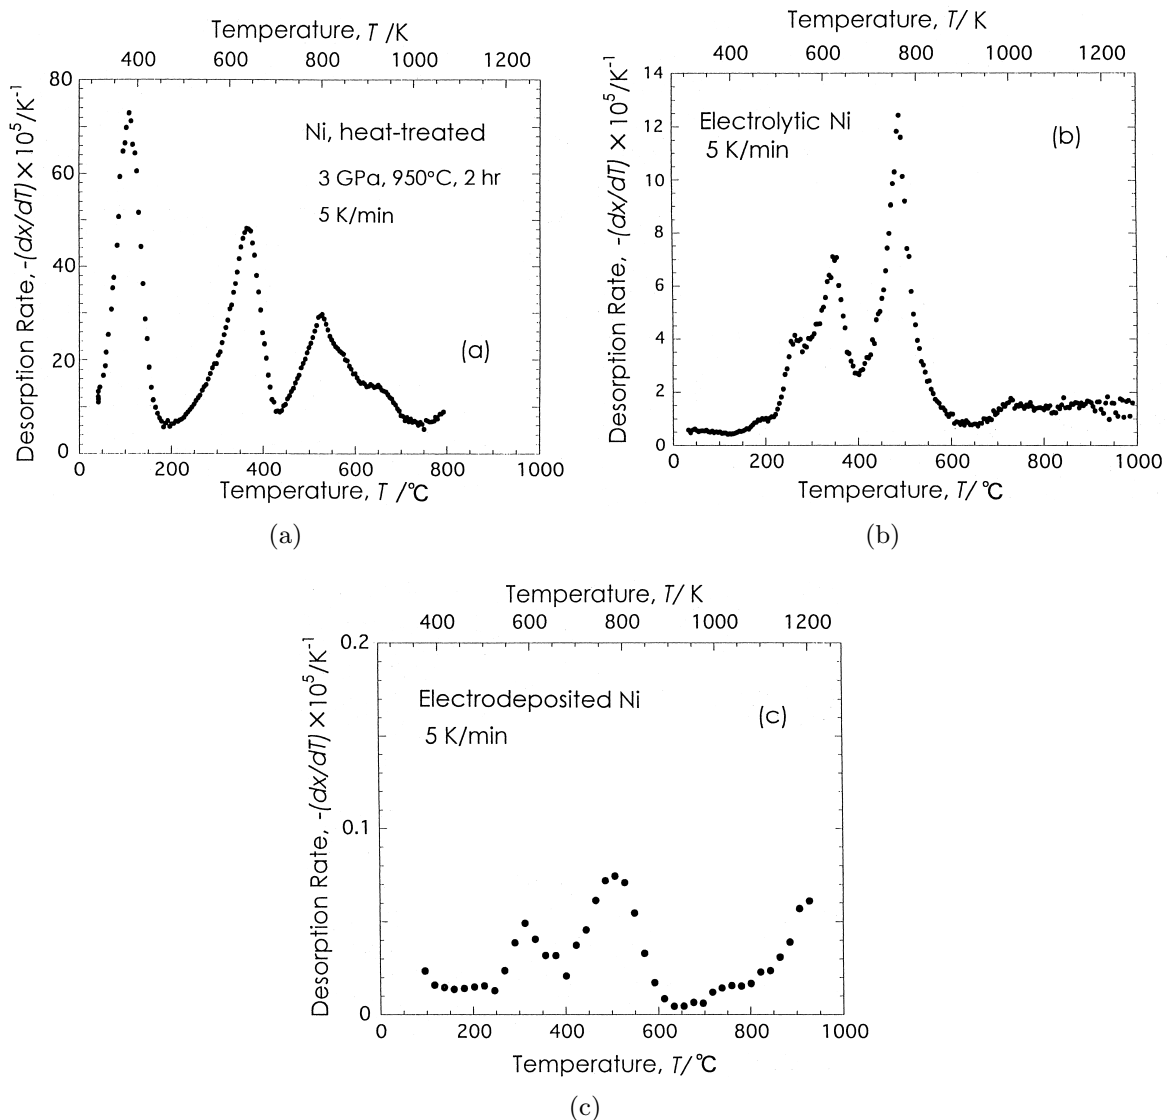 Temperature, T /K
400 600 800 1000 1200
80
60
40
20
0
Desorption Rate, -(dx/dT) ×10⁵/K⁻¹
Ni, heat-treated
3 GPa, 950°C, 2 hr
5 K/min
(a)
0 200 400 600 800 1000
Temperature, T /°C
(a)
Temperature, T/ K
400 600 800 1000 1200
14
12
10
8
6
4
2
0
Desorption Rate, -(dx/dT) ×10⁵/K⁻¹
Electrolytic Ni
5 K/min
(b)
0 200 400 600 800 1000
Temperature, T/ °C
(b)
Temperature, T/ K
400 600 800 1000 1200
0.2
0.1
0
Desorption Rate, -(dx/dT) ×10⁵/K⁻¹
Electrodeposited Ni
5 K/min
(c)
0 200 400 600 800 1000
Temperature, T/ °C
(c)